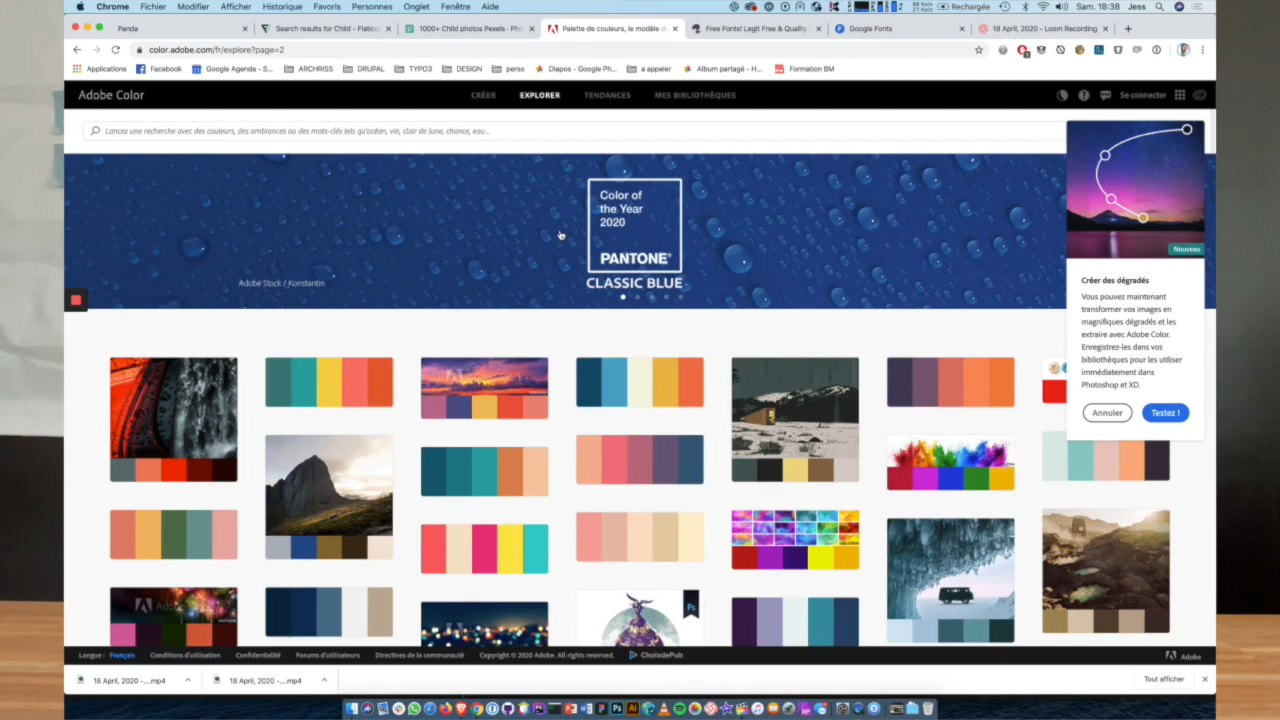 Chrome Fichier Modifier Afficher Historique Favoris Personnes Onglet Fenêtre Aide
Rechargée Sam. 18:38 Jess
Panda
Search results for Child - Flatico
1000+ Child photos Pexels · Pho
Palette de couleurs, le modèle d
Free Fonts! Legit Free & Quality
Google Fonts
18 April, 2020 - Loom Recording
color.adobe.com/fr/explore?page=2
Applications Facebook Google Agenda - S... ARCHRISS DRUPAL TYPO3 DESIGN perso Diapos - Google Ph... a appeler Album partagé - H... Formation BM
Adobe Color CRÉER EXPLORER TENDANCES MES BIBLIOTHÈQUES Se connecter
Lancez une recherche avec des couleurs, des ambiances ou des mots-clés tels qu'océan, vin, clair de lune, chance, eau...
Color of
the Year
2020
PANTONE®
CLASSIC BLUE
Adobe Stock / Konstantin
Nouveau
Créer des dégradés
Vous pouvez maintenant
transformer vos images en
magnifiques dégradés et les
extraire avec Adobe Color.
Enregistrez-les dans vos
bibliothèques pour les utiliser
immédiatement dans
Photoshop et XD.
Annuler Testez !
Ps
Langue : Français Conditions d'utilisation Confidentialité Forums d'utilisateurs Directives de la communauté Copyright © 2020 Adobe. All rights reserved. ChoixdePub Adobe
18 April, 2020 -....mp4
18 April, 2020 -....mp4
Tout afficher
Ps Ai